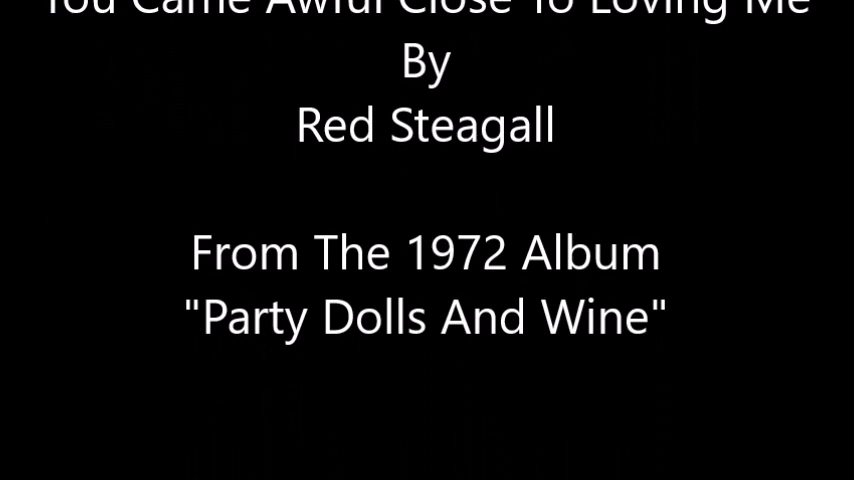 You Came Awful Close To Loving Me
By
Red Steagall
From The 1972 Album
"Party Dolls And Wine"